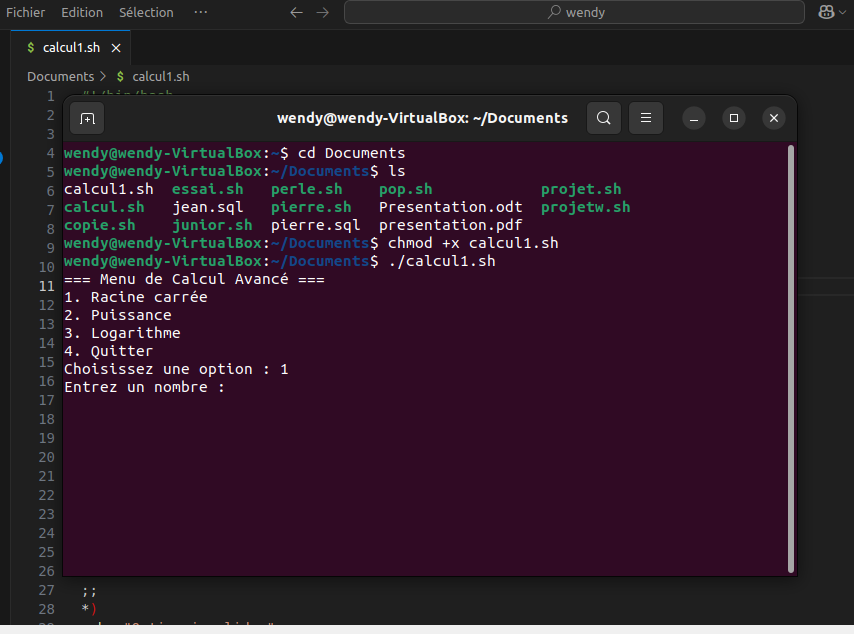 Fichier Edition Sélection ··· ← → wendy
$ calcul1.sh ×
Documents > $ calcul1.sh
1 #!/bin/bash
2
3
4
5
6
7
8
9
10
11
12
13
14
15
16
17
18
19
20
21
22
23
24
25
26
27 ;;
28 *)
29
wendy@wendy-VirtualBox: ~/Documents
wendy@wendy-VirtualBox:~$ cd Documents
wendy@wendy-VirtualBox:~/Documents$ ls
calcul1.sh essai.sh perle.sh pop.sh projet.sh
calcul.sh jean.sql pierre.sh Presentation.odt projetw.sh
copie.sh junior.sh pierre.sql presentation.pdf
wendy@wendy-VirtualBox:~/Documents$ chmod +x calcul1.sh
wendy@wendy-VirtualBox:~/Documents$ ./calcul1.sh
=== Menu de Calcul Avancé ===
1. Racine carrée
2. Puissance
3. Logarithme
4. Quitter
Choisissez une option : 1
Entrez un nombre :